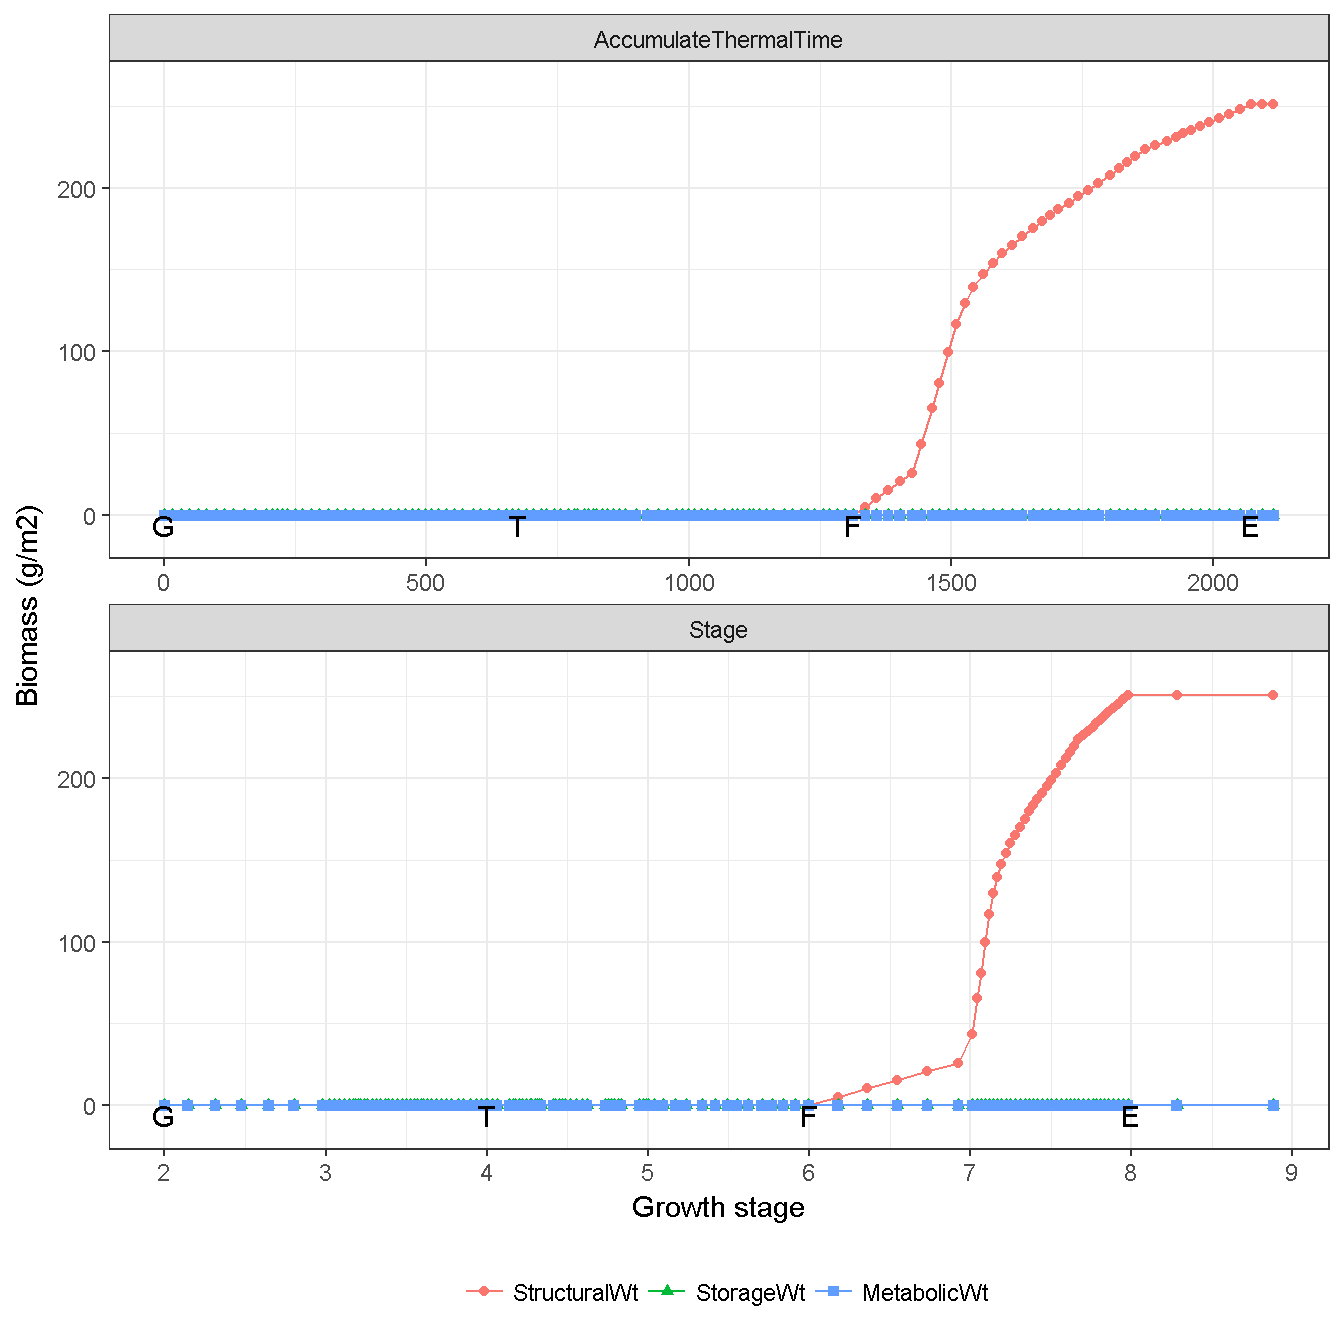 AccumulateThermalTime
200
100
0
G T F E
0 500 1000 1500 2000
Biomass (g/m2)
Stage
200
100
0
G T F E
2 3 4 5 6 7 8 9
Growth stage
StructuralWt StorageWt MetabolicWt